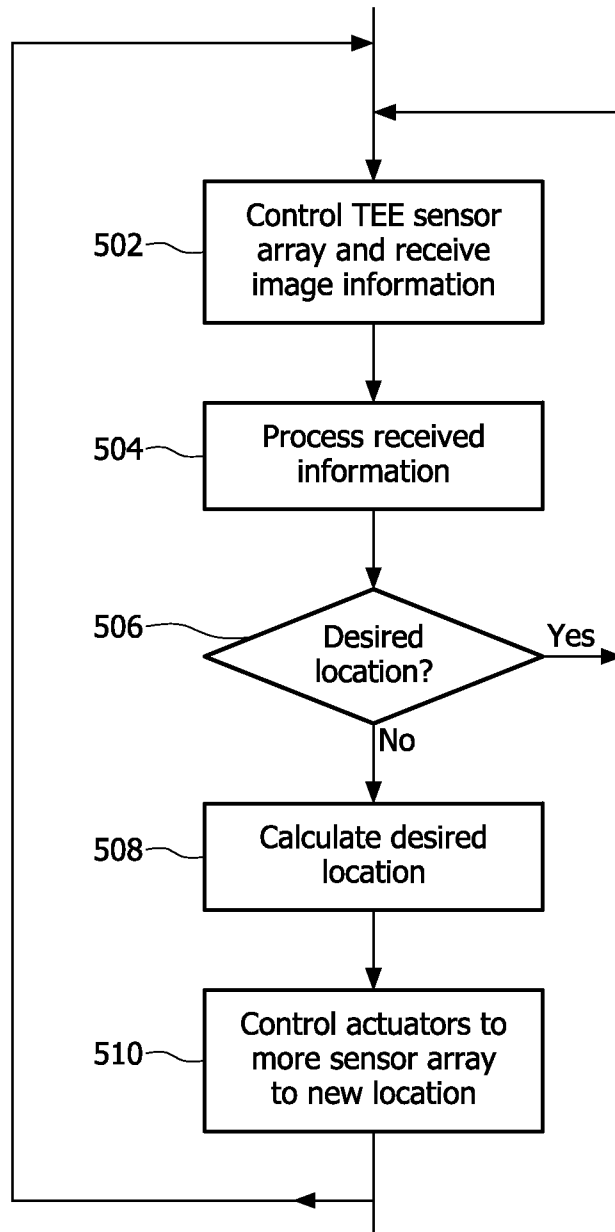 502
Control TEE sensor
array and receive
image information
504
Process received
information
506
Desired
location?
Yes
No
508
Calculate desired
location
510
Control actuators to
more sensor array
to new location